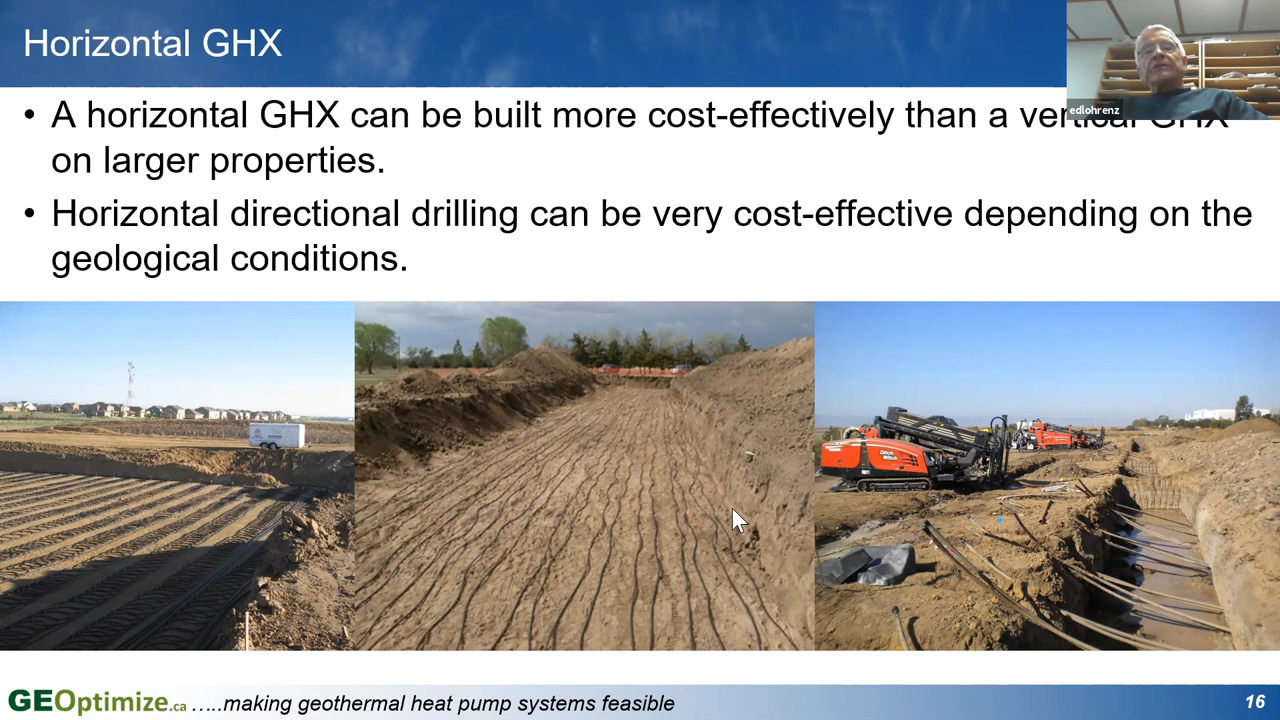 Horizontal GHX
edlohrenz
• A horizontal GHX can be built more cost-effectively than a vertical GHX
on larger properties.
• Horizontal directional drilling can be very cost-effective depending on the
geological conditions.
Ditch
Witch
GEOptimize.ca .....making geothermal heat pump systems feasible
16